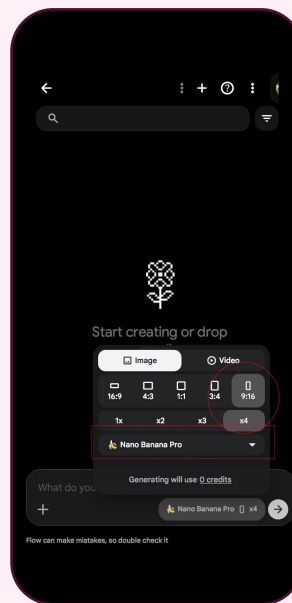 Start creating or drop
Image Video
16:9 4:3 1:1 3:4 9:16
1x x2 x3 x4
Nano Banana Pro
Generating will use 0 credits
What do you
Nano Banana Pro x4
Flow can make mistakes, so double check it